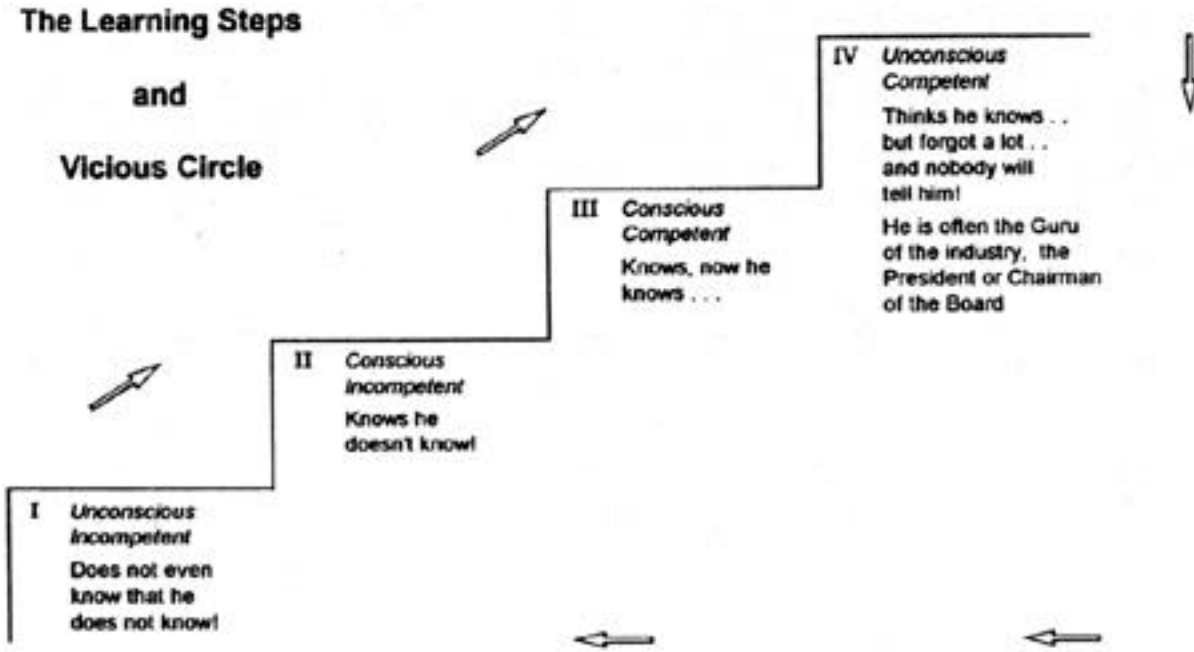 The Learning Steps
and
Vicious Circle
IV Unconscious
Competent
Thinks he knows . .
but forgot a lot . .
and nobody will
tell him!
He is often the Guru
of the industry, the
President or Chairman
of the Board
III Conscious
Competent
Knows, now he
knows . . .
II Conscious
Incompetent
Knows he
doesn't know!
I Unconscious
Incompetent
Does not even
know that he
does not know!